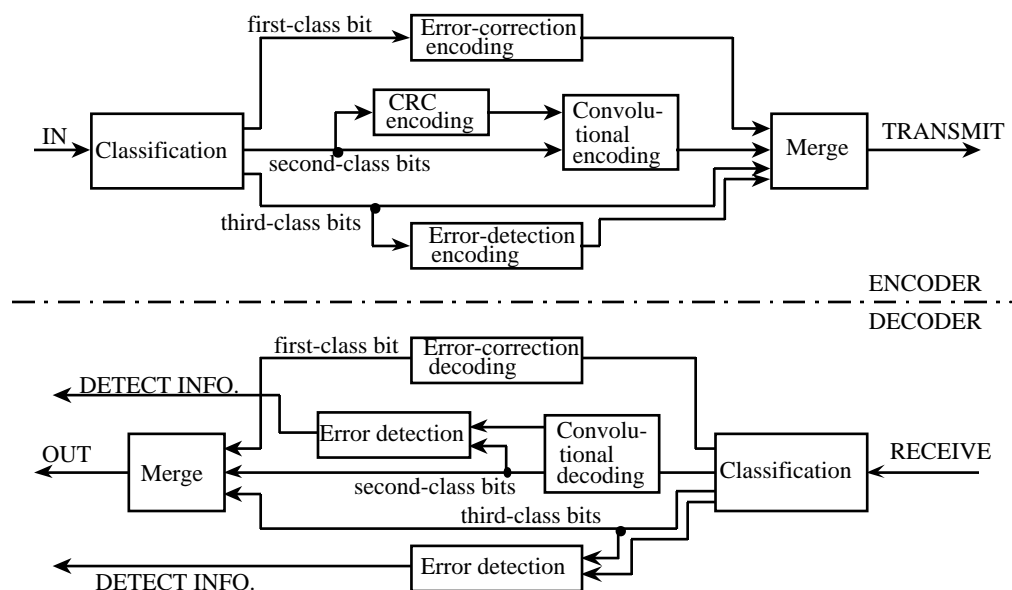 first-class bit
Error-correction
encoding
CRC
encoding
Convolu-
tional
encoding
IN
Classification
second-class bits
Merge
TRANSMIT
third-class bits
Error-detection
encoding
ENCODER
DECODER
first-class bit
Error-correction
decoding
DETECT INFO.
Error detection
Convolu-
tional
decoding
OUT
Merge
second-class bits
Classification
RECEIVE
third-class bits
Error detection
DETECT INFO.